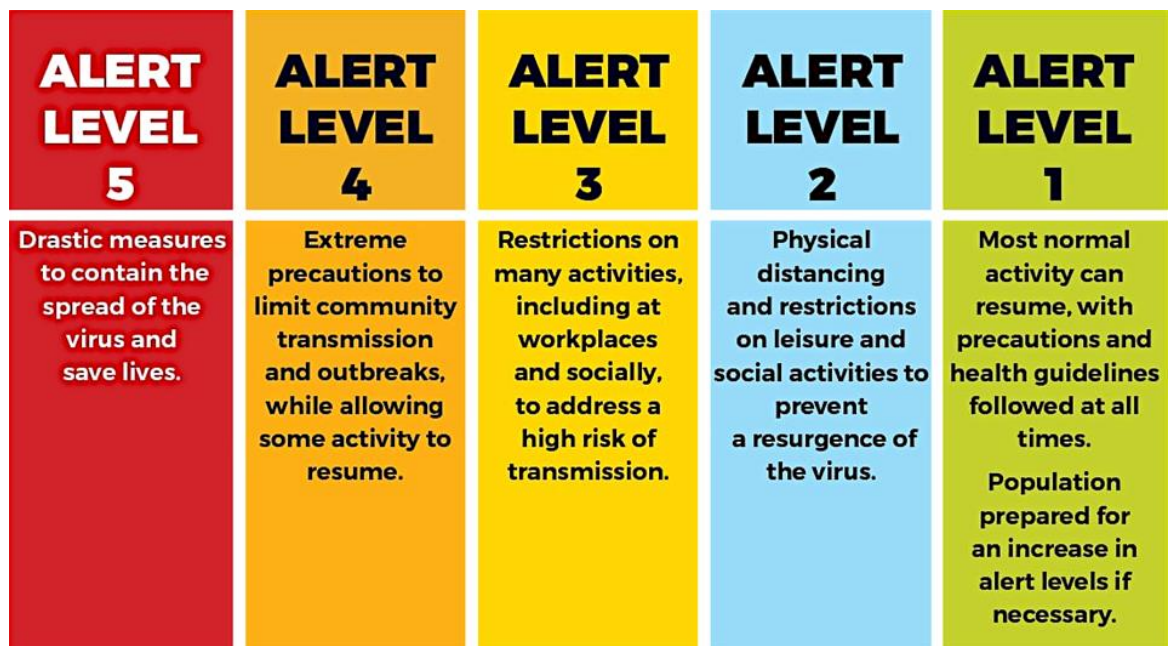 ALERT
LEVEL
5
Drastic measures
to contain the
spread of the
virus and
save lives.
ALERT
LEVEL
4
Extreme
precautions to
limit community
transmission
and outbreaks,
while allowing
some activity to
resume.
ALERT
LEVEL
3
Restrictions on
many activities,
including at
workplaces
and socially,
to address a
high risk of
transmission.
ALERT
LEVEL
2
Physical
distancing
and restrictions
on leisure and
social activities to
prevent
a resurgence of
the virus.
ALERT
LEVEL
1
Most normal
activity can
resume, with
precautions and
health guidelines
followed at all
times.
Population
prepared for
an increase in
alert levels if
necessary.